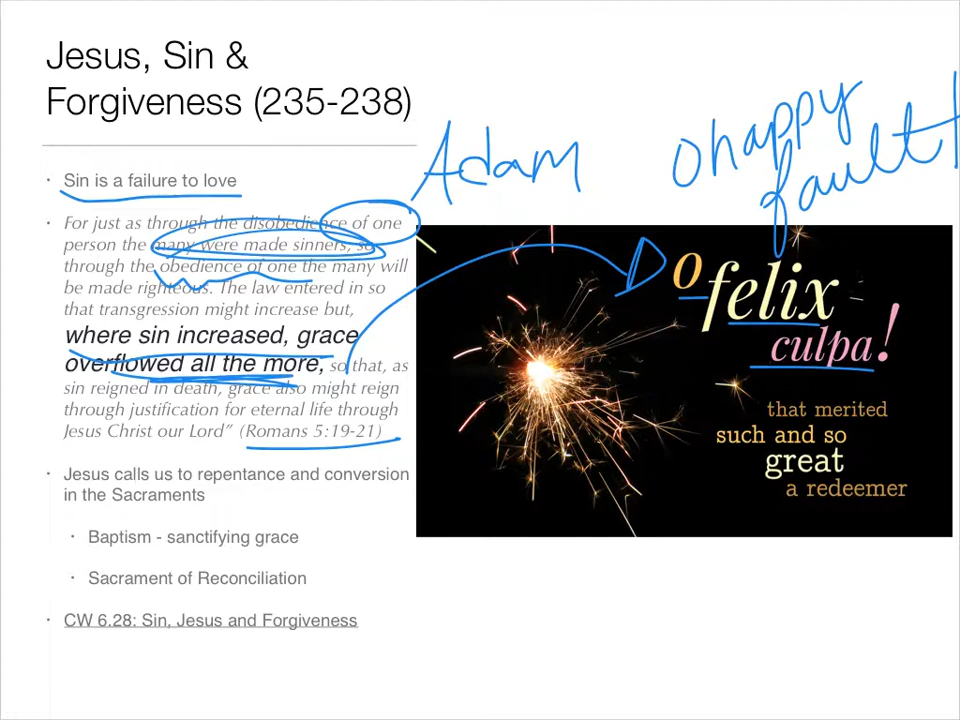 Jesus, Sin &
Forgiveness (235-238)
Adam
O happy
fault!
• Sin is a failure to love
• For just as through the disobedience of one
person the many were made sinners, so
through the obedience of one the many will
be made righteous. The law entered in so
that transgression might increase but,
where sin increased, grace
overflowed all the more, so that, as
sin reigned in death, grace also might reign
through justification for eternal life through
Jesus Christ our Lord” (Romans 5:19-21)
• Jesus calls us to repentance and conversion
in the Sacraments
• Baptism - sanctifying grace
• Sacrament of Reconciliation
• CW 6.28: Sin, Jesus and Forgiveness
o felix
culpa!
that merited
such and so
great
a redeemer